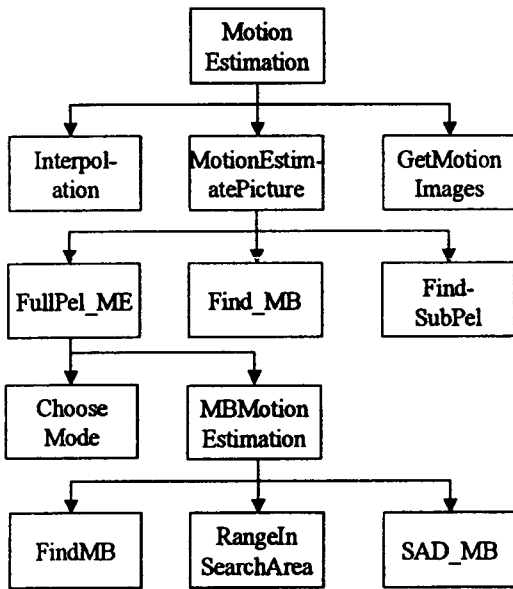 Motion
Estimation
Interpol-
ation
MotionEstim-
atePicture
GetMotion
Images
FullPel_ME
Find_MB
Find-
SubPel
Choose
Mode
MBMotion
Estimation
FindMB
RangeIn
SearchArea
SAD_MB